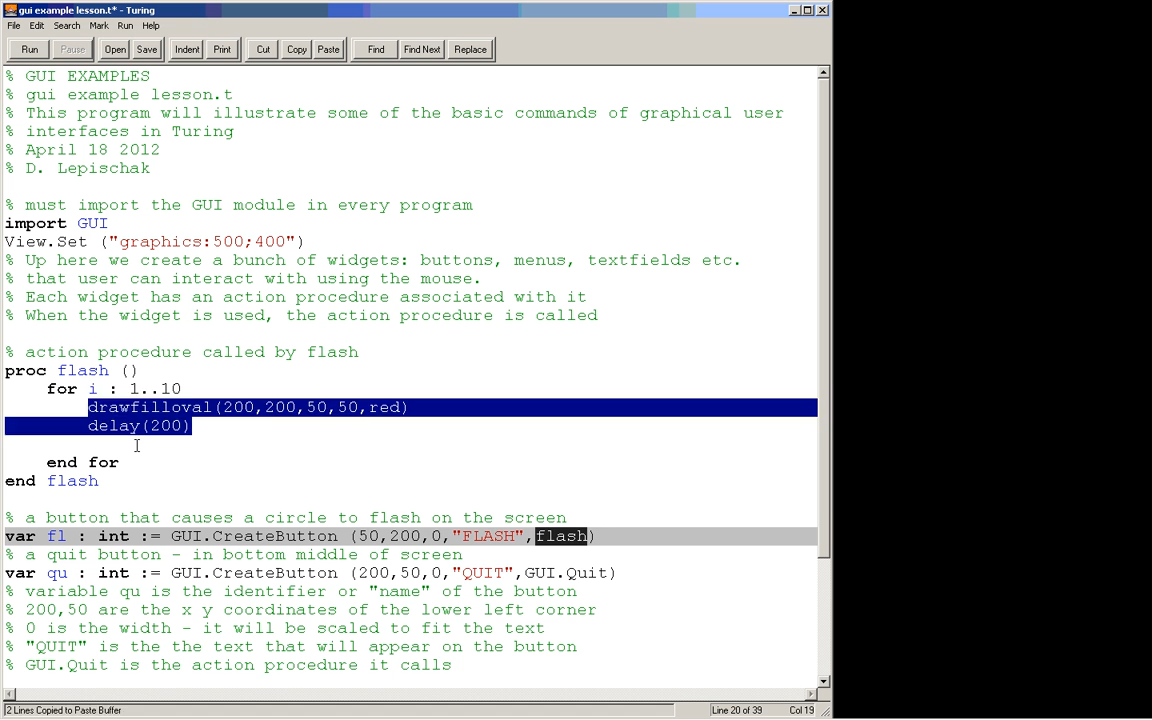 gui example lesson.t* - Turing
File Edit Search Mark Run Help
Run Pause Open Save Indent Print Cut Copy Paste Find Find Next Replace
% GUI EXAMPLES
% gui example lesson.t
% This program will illustrate some of the basic commands of graphical user
% interfaces in Turing
% April 18 2012
% D. Lepischak
% must import the GUI module in every program
import GUI
View.Set ("graphics:500;400")
% Up here we create a bunch of widgets: buttons, menus, textfields etc.
% that user can interact with using the mouse.
% Each widget has an action procedure associated with it
% When the widget is used, the action procedure is called
% action procedure called by flash
proc flash ()
for i : 1..10
drawfilloval(200,200,50,50,red)
delay(200)
end for
end flash
% a button that causes a circle to flash on the screen
var fl : int := GUI.CreateButton (50,200,0,"FLASH",flash)
% a quit button - in bottom middle of screen
var qu : int := GUI.CreateButton (200,50,0,"QUIT",GUI.Quit)
% variable qu is the identifier or "name" of the button
% 200,50 are the x y coordinates of the lower left corner
% 0 is the width - it will be scaled to fit the text
% "QUIT" is the the text that will appear on the button
% GUI.Quit is the action procedure it calls
2 Lines Copied to Paste Buffer Line 20 of 39 Col 19